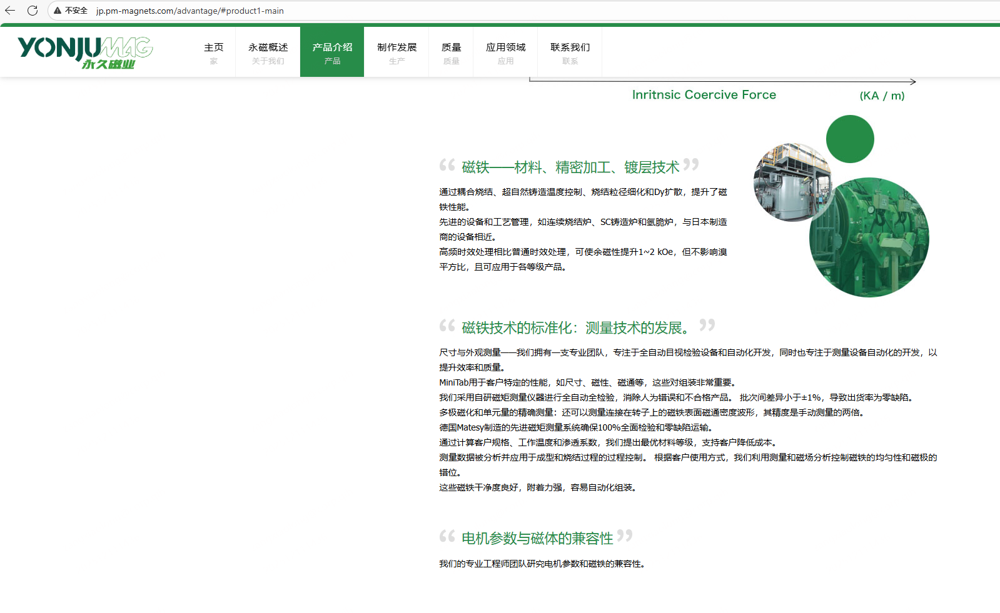 不安全 jp.pm-magnets.com/advantage/#product1-main
YONJUMAG
永久磁业
主页
家
永磁概述
关于我们
产品介绍
产品
制作发展
生产
质量
质量
应用领域
应用
联系我们
联系
Inritnsic Coercive Force (KA / m)
“ 磁铁——材料、精密加工、镀层技术 ”
通过耦合烧结、超自然铸造温度控制、烧结粒径细化和Dy扩散，提升了磁
铁性能。
先进的设备和工艺管理，如连续烧结炉、SC铸造炉和氢脆炉，与日本制造
商的设备相近。
高频时效处理相比普通时效处理，可使余磁性提升1~2 kOe，但不影响溴
平方比，且可应用于各等级产品。
“ 磁铁技术的标准化：测量技术的发展。 ”
尺寸与外观测量——我们拥有一支专业团队，专注于全自动目视检验设备和自动化开发，同时也专注于测量设备自动化的开发，以
提升效率和质量。
MiniTab用于客户特定的性能，如尺寸、磁性、磁通等，这些对组装非常重要。
我们采用自研磁矩测量仪器进行全自动全检验，消除人为错误和不合格产品。 批次间差异小于±1%，导致出货率为零缺陷。
多极磁化和单元量的精确测量：还可以测量连接在转子上的磁铁表面磁通密度波形，其精度是手动测量的两倍。
德国Matesy制造的先进磁矩测量系统确保100%全面检验和零缺陷运输。
通过计算客户规格、工作温度和渗透系数，我们提出最优材料等级，支持客户降低成本。
测量数据被分析并应用于成型和烧结过程的过程控制。 根据客户使用方式，我们利用测量和磁场分析控制磁铁的均匀性和磁极的
错位。
这些磁铁干净度良好，附着力强，容易自动化组装。
“ 电机参数与磁体的兼容性 ”
我们的专业工程师团队研究电机参数和磁铁的兼容性。